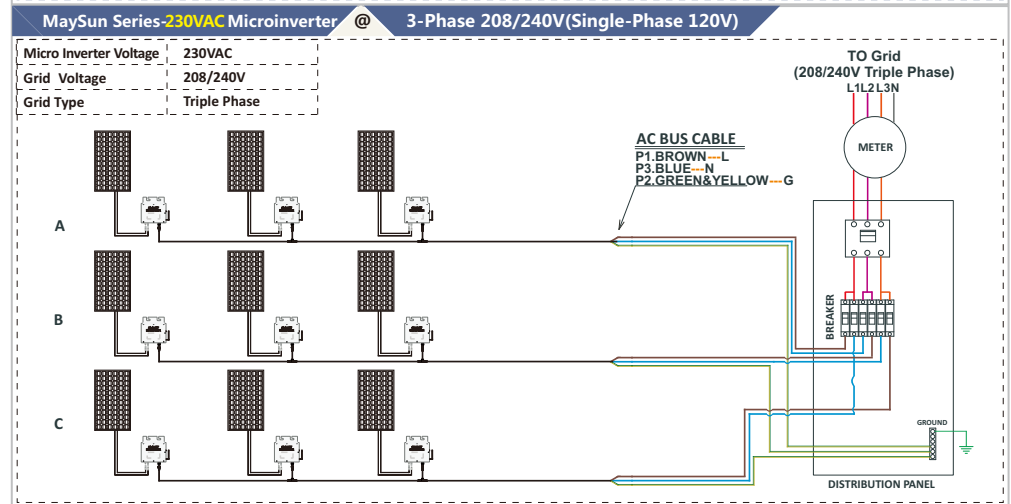 MaySun Series-230VAC Microinverter @ 3-Phase 208/240V(Single-Phase 120V)
Micro Inverter Voltage 230VAC
Grid Voltage 208/240V
Grid Type Triple Phase
TO Grid
(208/240V Triple Phase)
L1L2L3N
METER
AC BUS CABLE
P1.BROWN---L
P3.BLUE---N
P2.GREEN&YELLOW---G
A
B
C
BREAKER
GROUND
DISTRIBUTION PANEL